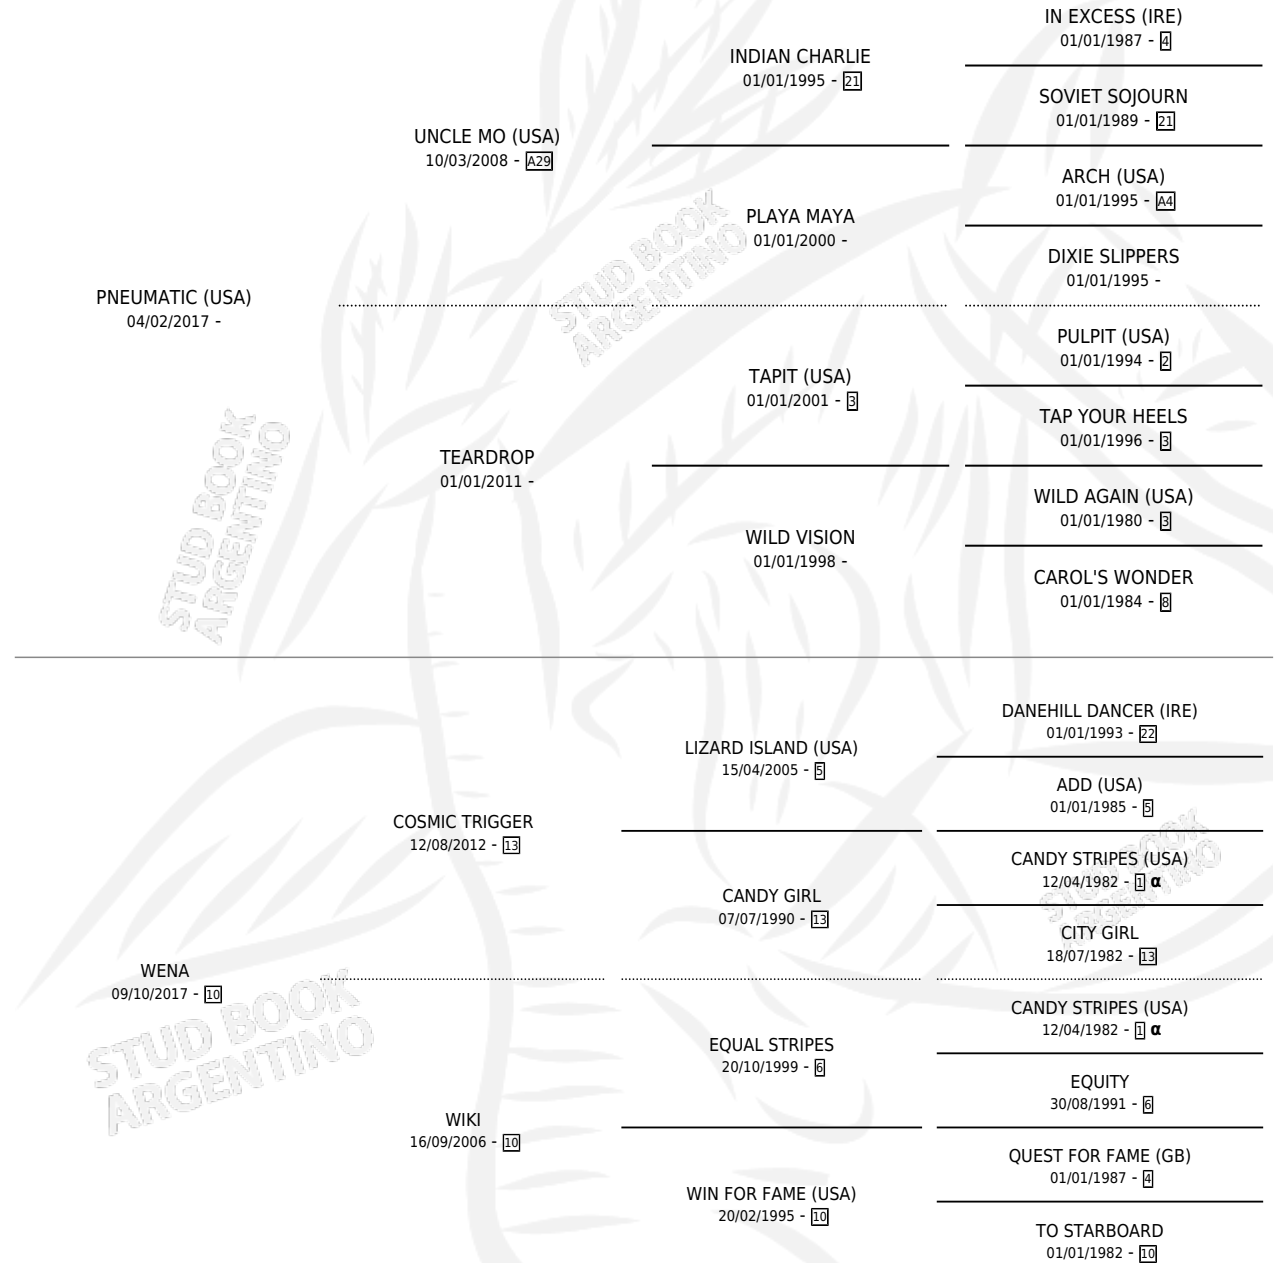 IN EXCESS (IRE)
01/01/1987 - 4
INDIAN CHARLIE
01/01/1995 - 21
SOVIET SOJOURN
01/01/1989 - 21
UNCLE MO (USA)
10/03/2008 - A29
ARCH (USA)
01/01/1995 - A4
PLAYA MAYA
01/01/2000 -
DIXIE SLIPPERS
01/01/1995 -
PNEUMATIC (USA)
04/02/2017 -
PULPIT (USA)
01/01/1994 - 2
TAPIT (USA)
01/01/2001 - 3
TAP YOUR HEELS
01/01/1996 - 3
TEARDROP
01/01/2011 -
WILD AGAIN (USA)
01/01/1980 - 3
WILD VISION
01/01/1998 -
CAROL'S WONDER
01/01/1984 - 8
DANEHILL DANCER (IRE)
01/01/1993 - 22
LIZARD ISLAND (USA)
15/04/2005 - 5
ADD (USA)
01/01/1985 - 5
COSMIC TRIGGER
12/08/2012 - 13
CANDY STRIPES (USA)
12/04/1982 - 1 α
CANDY GIRL
07/07/1990 - 13
CITY GIRL
18/07/1982 - 13
WENA
09/10/2017 - 10
CANDY STRIPES (USA)
12/04/1982 - 1 α
EQUAL STRIPES
20/10/1999 - 6
EQUITY
30/08/1991 - 6
WIKI
16/09/2006 - 10
QUEST FOR FAME (GB)
01/01/1987 - 4
WIN FOR FAME (USA)
20/02/1995 - 10
TO STARBOARD
01/01/1982 - 10
STUD BOOK
ARGENTINO
STUD BOOK
ARGENTINO
STUD BOOK
ARGENTINO
STUD BOOK
ARGENTINO